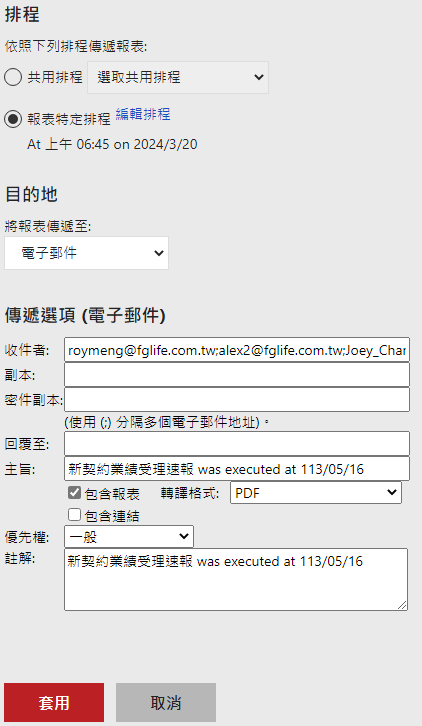 排程
依照下列排程傳遞報表:
共用排程 選取共用排程
報表特定排程 編輯排程
At 上午 06:45 on 2024/3/20
目的地
將報表傳遞至:
電子郵件
傳遞選項 (電子郵件)
收件者: roymeng@fglife.com.tw;alex2@fglife.com.tw;Joey_Char
副本:
密件副本:
(使用 (;) 分隔多個電子郵件地址)。
回覆至:
主旨: 新契約業績受理速報 was executed at 113/05/16
包含報表 轉譯格式: PDF
包含連結
優先權: 一般
註解: 新契約業績受理速報 was executed at 113/05/16
套用 取消